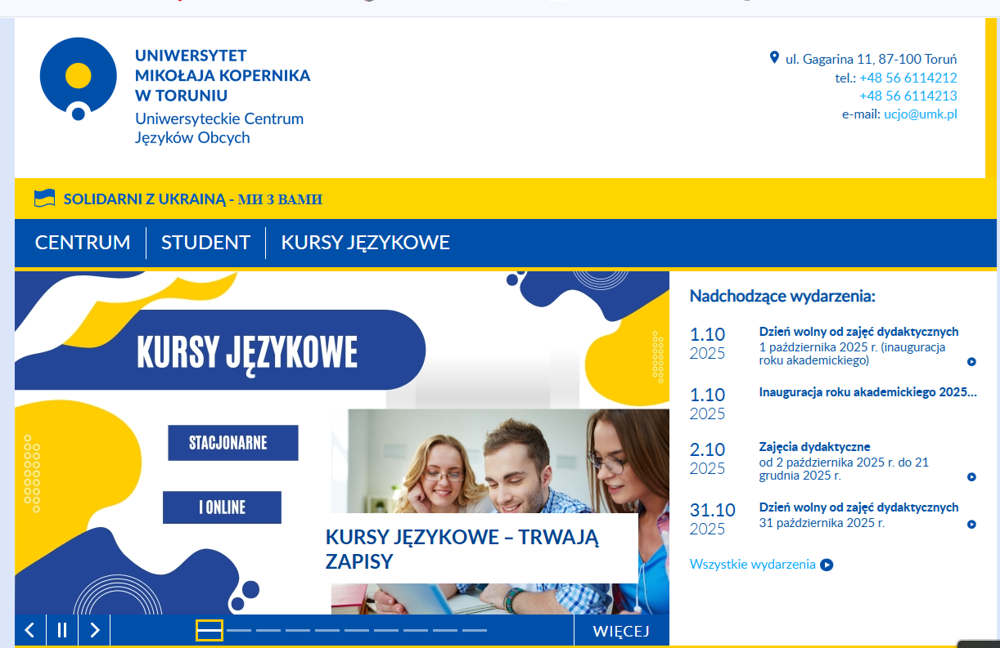 UNIWERSYTET
MIKOŁAJA KOPERNIKA
W TORUNIU
Uniwersyteckie Centrum
Języków Obcych
ul. Gagarina 11, 87-100 Toruń
tel.: +48 56 6114212
+48 56 6114213
e-mail: ucjo@umk.pl
SOLIDARNI Z UKRAINĄ - МИ З ВАМИ
CENTRUM
STUDENT
KURSY JĘZYKOWE
KURSY JĘZYKOWE
STACJONARNE
I ONLINE
KURSY JĘZYKOWE – TRWAJĄ
ZAPISY
WIĘCEJ
Nadchodzące wydarzenia:
1.10
2025
Dzień wolny od zajęć dydaktycznych
1 października 2025 r. (inauguracja
roku akademickiego)
1.10
2025
Inauguracja roku akademickiego 2025...
2.10
2025
Zajęcia dydaktyczne
od 2 października 2025 r. do 21
grudnia 2025 r.
31.10
2025
Dzień wolny od zajęć dydaktycznych
31 października 2025 r.
Wszystkie wydarzenia